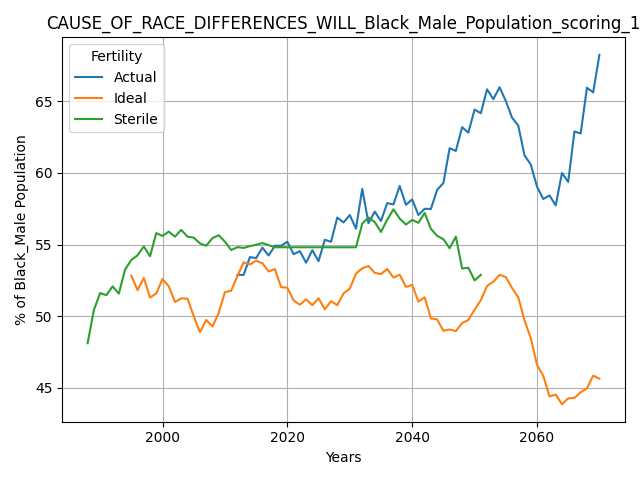 CAUSE_OF_RACE_DIFFERENCES_WILL_Black_Male_Population_scoring_1
Fertility
Actual
Ideal
Sterile
% of Black_Male Population
65
60
55
50
45
2000 2020 2040 2060
Years